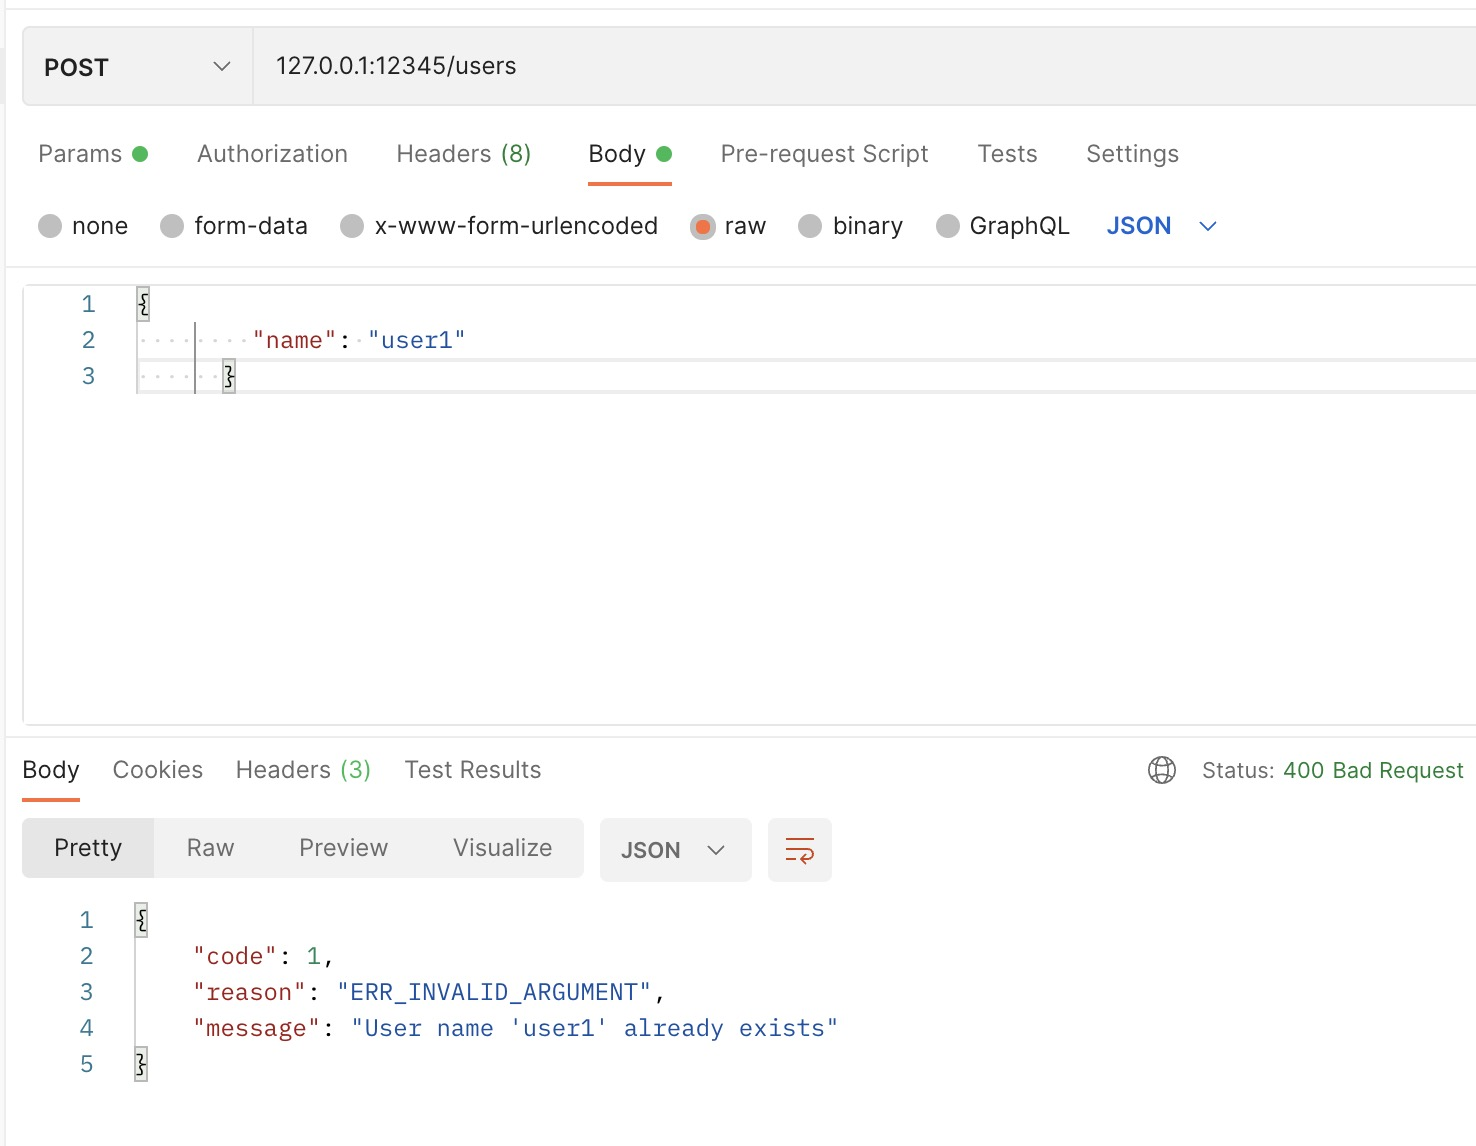 POST 127.0.0.1:12345/users
Params Authorization Headers (8) Body Pre-request Script Tests Settings
none form-data x-www-form-urlencoded raw binary GraphQL JSON
1 {
2 "name": "user1"
3 }
Body Cookies Headers (3) Test Results Status: 400 Bad Request
Pretty Raw Preview Visualize JSON
1 {
2 "code": 1,
3 "reason": "ERR_INVALID_ARGUMENT",
4 "message": "User name 'user1' already exists"
5 }